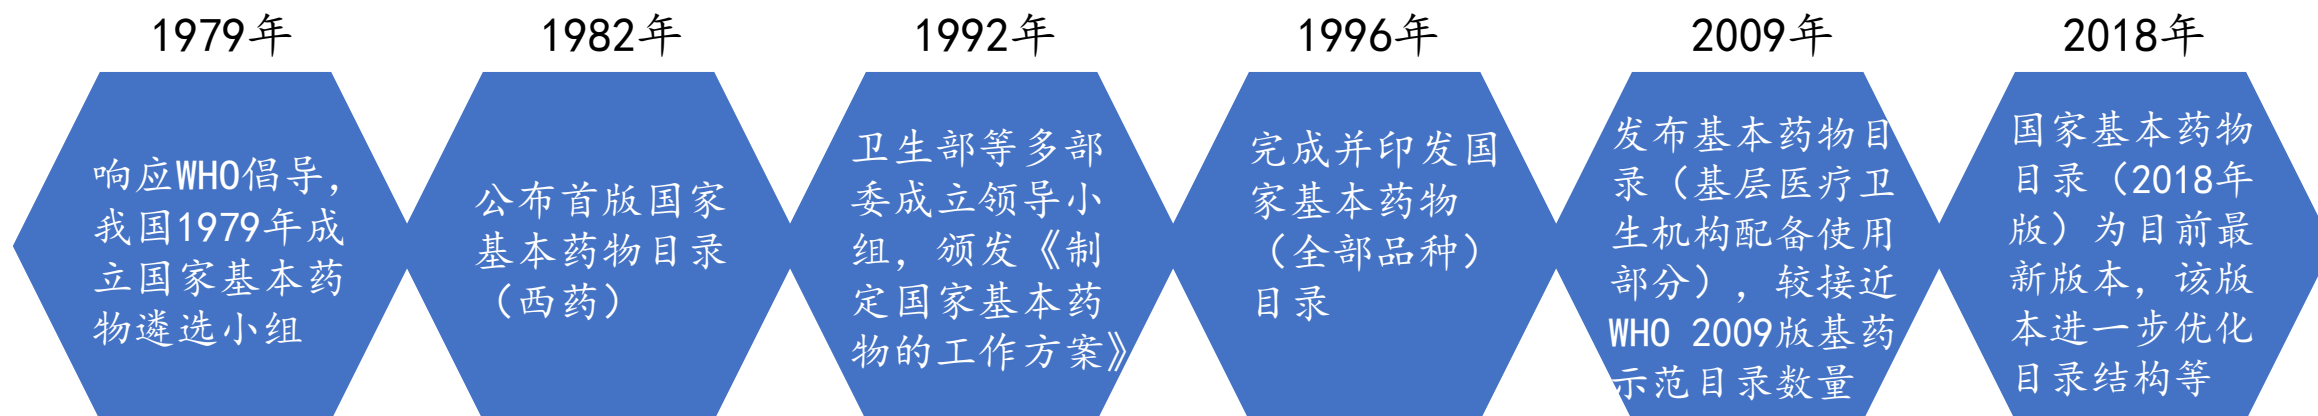 1979年
响应WHO倡导，
我国1979年成
立国家基本药
物遴选小组
1982年
公布首版国家
基本药物目录
（西药）
1992年
卫生部等多部
委成立领导小
组，颁发《制
定国家基本药
物的工作方案》
1996年
完成并印发国
家基本药物
（全部品种）
目录
2009年
发布基本药物目
录（基层医疗卫
生机构配备使用
部分），较接近
WHO 2009版基药
示范目录数量
2018年
国家基本药物
目录（2018年
版）为目前最
新版本，该版
本进一步优化
目录结构等